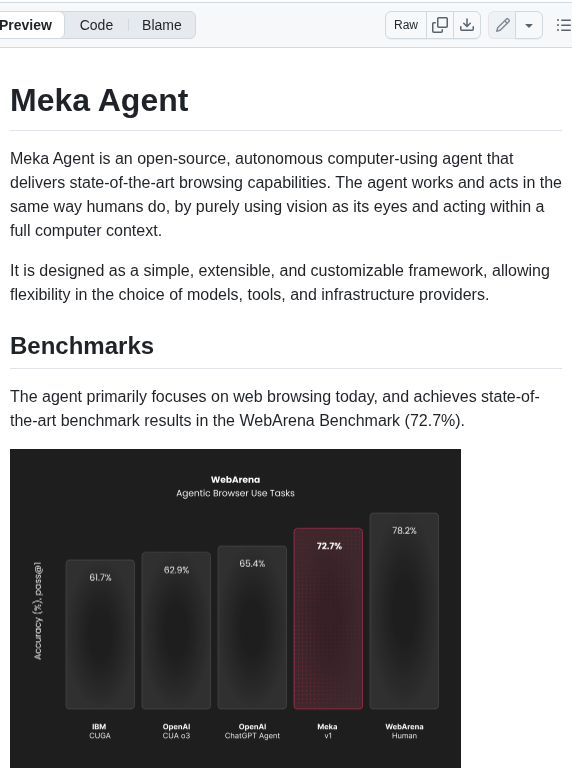 Preview Code Blame Raw
Meka Agent
Meka Agent is an open-source, autonomous computer-using agent that
delivers state-of-the-art browsing capabilities. The agent works and acts in the
same way humans do, by purely using vision as its eyes and acting within a
full computer context.
It is designed as a simple, extensible, and customizable framework, allowing
flexibility in the choice of models, tools, and infrastructure providers.
Benchmarks
The agent primarily focuses on web browsing today, and achieves state-of-
the-art benchmark results in the WebArena Benchmark (72.7%).
WebArena
Agentic Browser Use Tasks
Accuracy (%), pass@1
61.7% 62.9% 65.4% 72.7% 78.2%
IBM OpenAI OpenAI Meka WebArena
CUGA CUA o3 ChatGPT Agent v1 Human